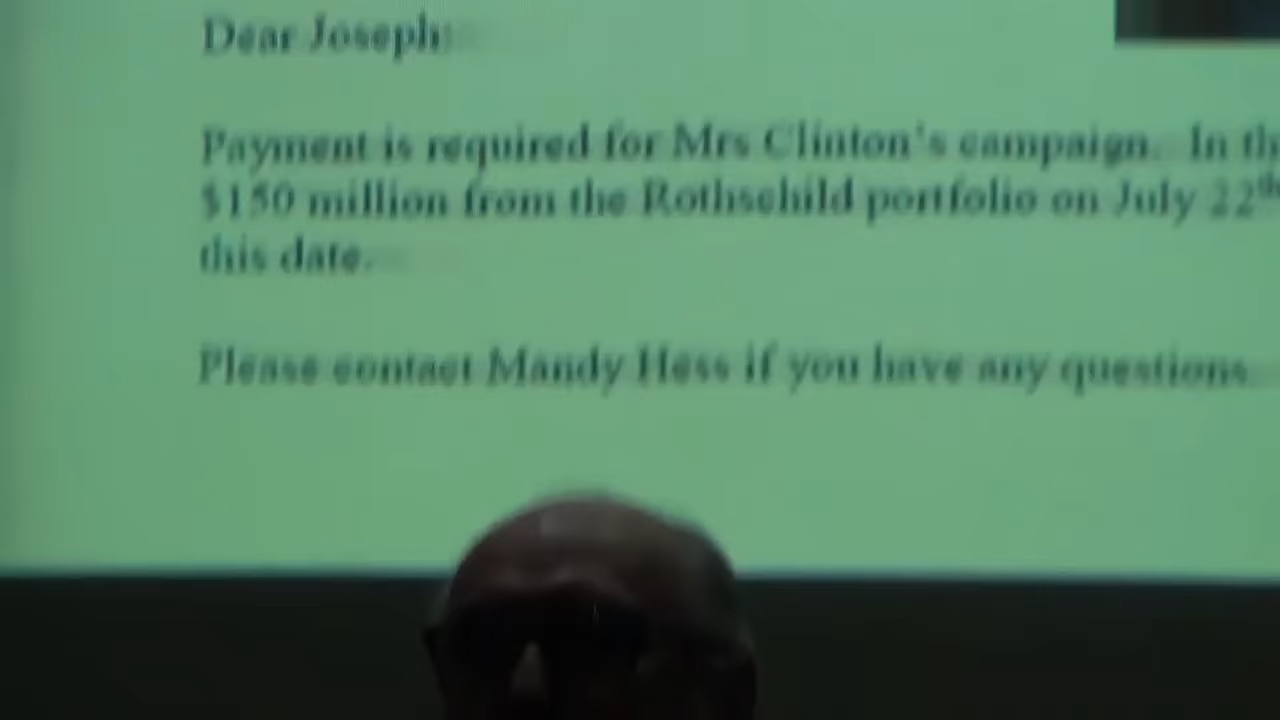 Dear Joseph:
Payment is required for Mrs Clinton's campaign. In th
$150 million from the Rothschild portfolio on July 22th
this date.
Please contact Mandy Hess if you have any questions.